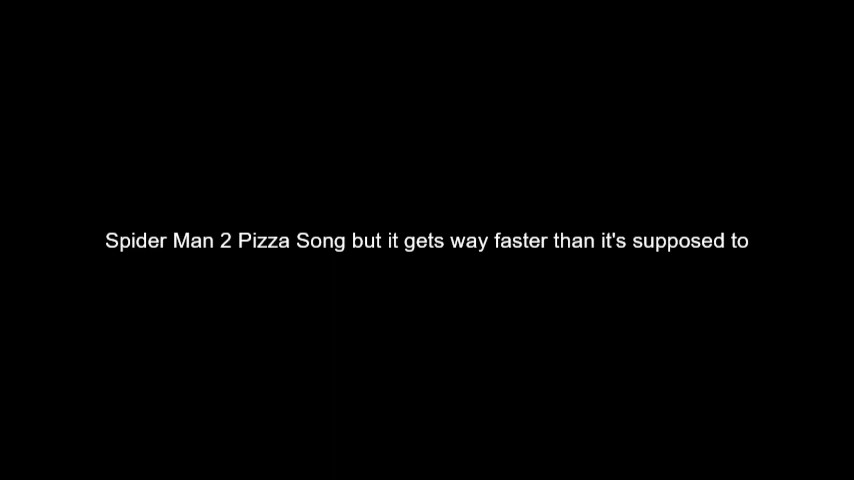 Spider Man 2 Pizza Song but it gets way faster than it's supposed to